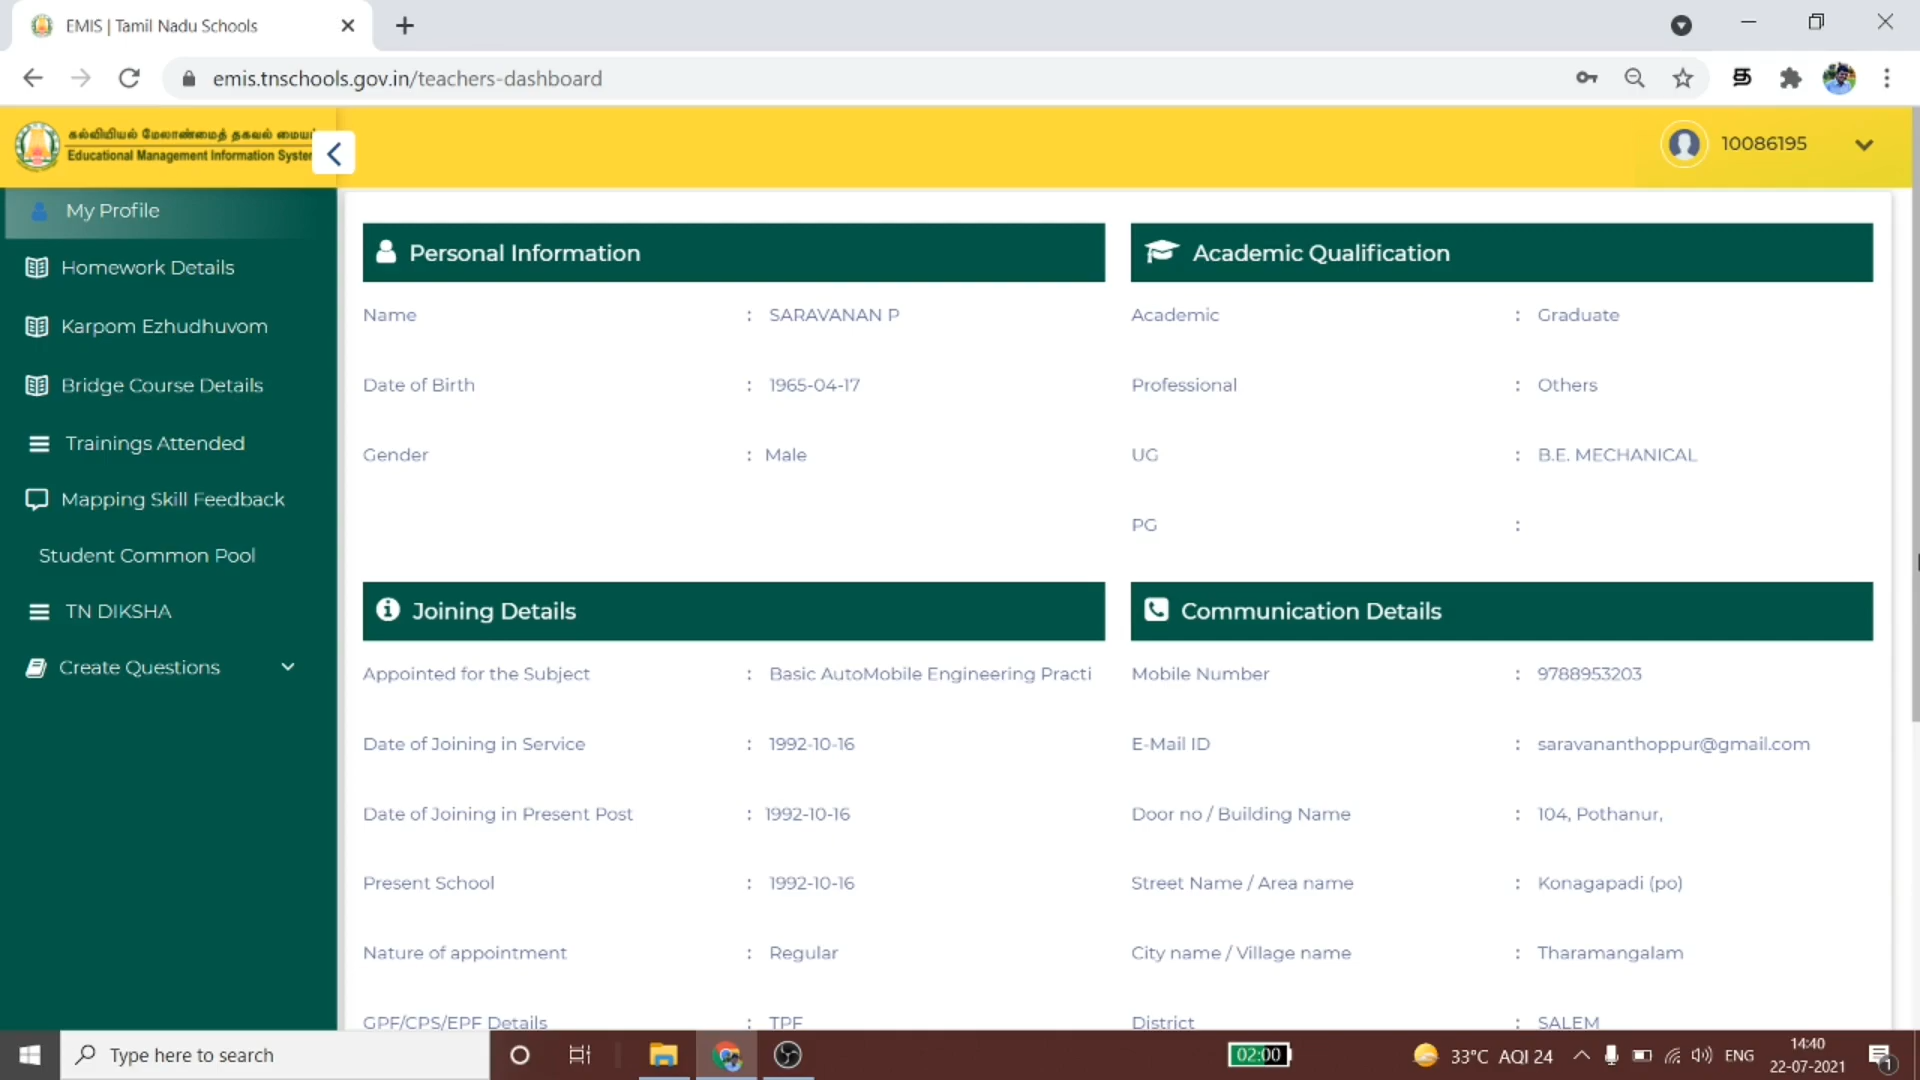 EMIS | Tamil Nadu Schools
emis.tnschools.gov.in/teachers-dashboard
த
கல்வியியல் மேலாண்மைத் தகவல்
Educational Management Information Syste
10086195
My Profile
Homework Details
Karpom Ezhudhuvom
Bridge Course Details
Trainings Attended
Mapping Skill Feedback
Student Common Pool
TN DIKSHA
Create Questions
Personal Information
Name : SARAVANAN P
Date of Birth : 1965-04-17
Gender : Male
Academic Qualification
Academic : Graduate
Professional : Others
UG : B.E. MECHANICAL
PG :
Joining Details
Appointed for the Subject : Basic AutoMobile Engineering Practi
Date of Joining in Service : 1992-10-16
Date of Joining in Present Post : 1992-10-16
Present School : 1992-10-16
Nature of appointment : Regular
GPF/CPS/EPF Details : TPF
Communication Details
Mobile Number : 9788953203
E-Mail ID : saravananthoppur@gmail.com
Door no / Building Name : 104, Pothanur,
Street Name / Area name : Konagapadi (po)
City name / Village name : Tharamangalam
District : SALEM
Type here to search
02:00
33°C AQI 24
ENG
14:40
22-07-2021
1